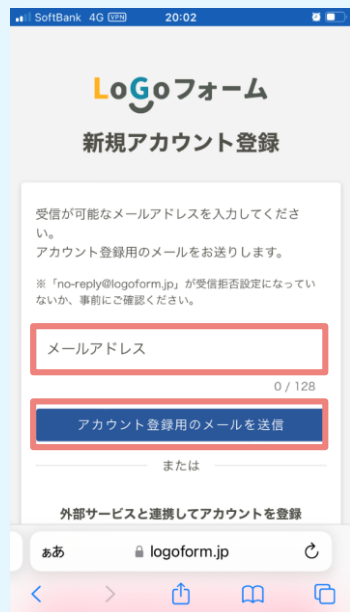 SoftBank 4G VPN 20:02
LoGoフォーム
新規アカウント登録
受信が可能なメールアドレスを入力してくださ
い。
アカウント登録用のメールをお送りします。
※「no-reply@logoform.jp」が受信拒否設定になってい
ないか、事前にご確認ください。
メールアドレス
0 / 128
アカウント登録用のメールを送信
または
外部サービスと連携してアカウントを登録
ぁあ logoform.jp